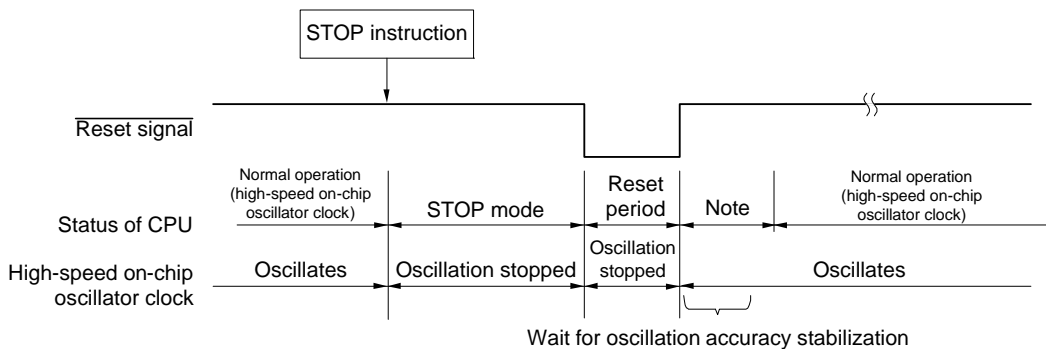 STOP instruction
Reset signal
Status of CPU
Normal operation
(high-speed on-chip
oscillator clock)
STOP mode
Reset
period
Note
Normal operation
(high-speed on-chip
oscillator clock)
High-speed on-chip
oscillator clock
Oscillates
Oscillation stopped
Oscillation
stopped
Oscillates
Wait for oscillation accuracy stabilization